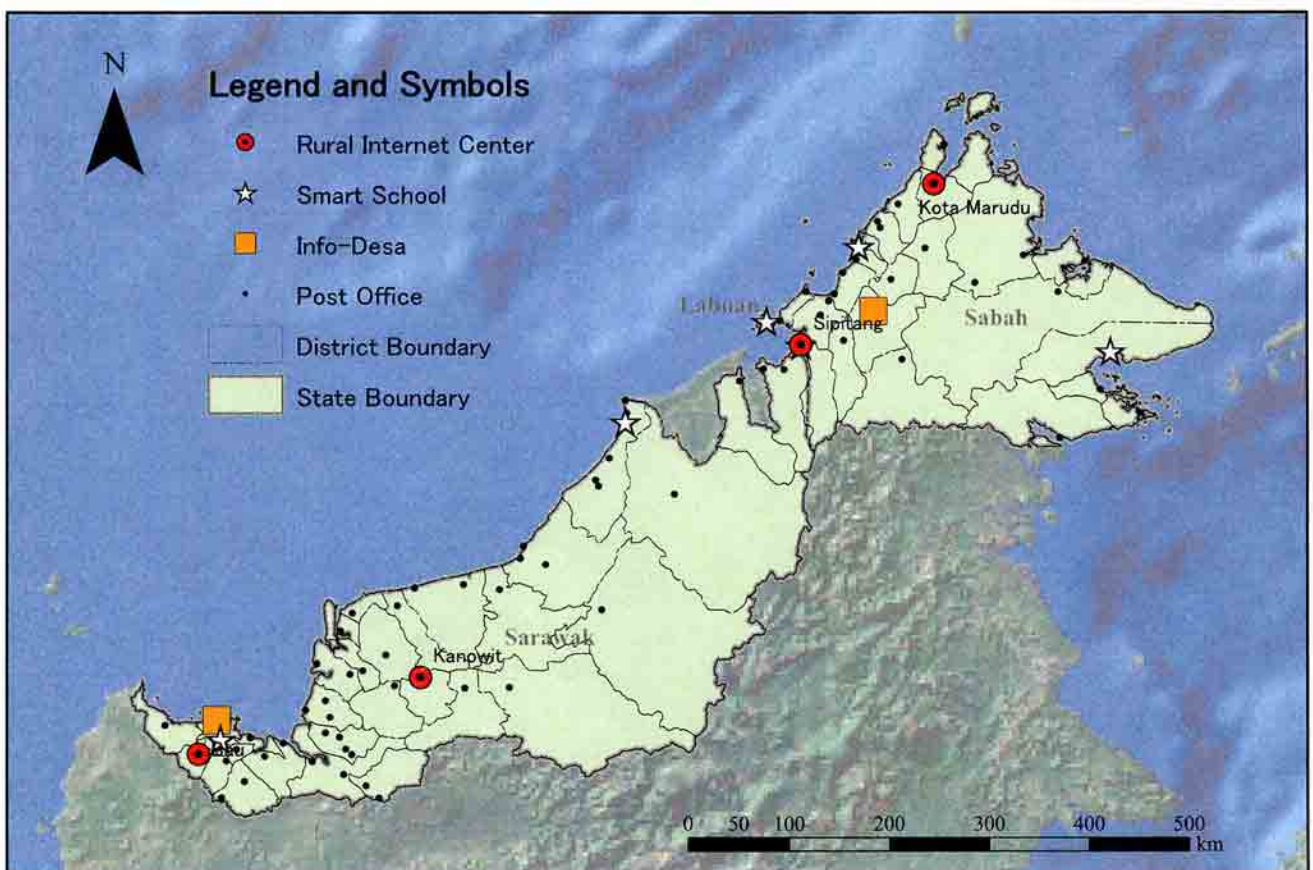 N
Legend and Symbols
Rural Internet Center
Smart School
Info-Desa
Post Office
District Boundary
State Boundary
Kota Marudu
Labuan
Sipitang
Sabah
Sarawak
Kanowit
Bau
0 50 100 200 300 400 500
km